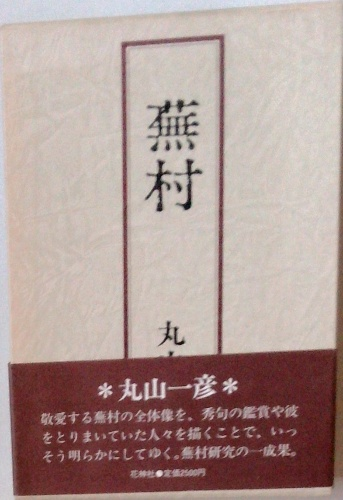 蕪村
丸
＊丸山一彦＊
敬愛する蕪村の全体像を、秀句の鑑賞や彼
をとりまいていた人々を描くことで、いっ
そう明らかにしてゆく。蕪村研究の一成果。
花神社●定価2500円